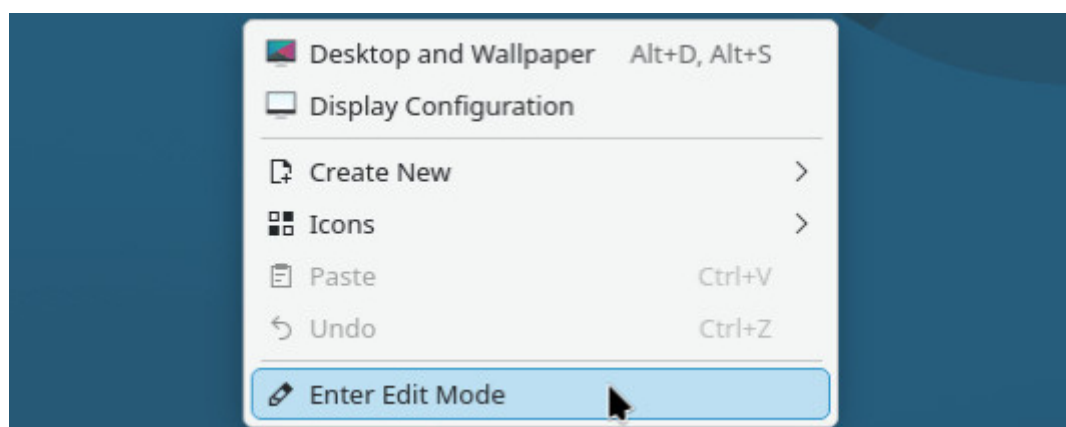 Desktop and Wallpaper Alt+D, Alt+S
Display Configuration
Create New
Icons
Paste Ctrl+V
Undo Ctrl+Z
Enter Edit Mode